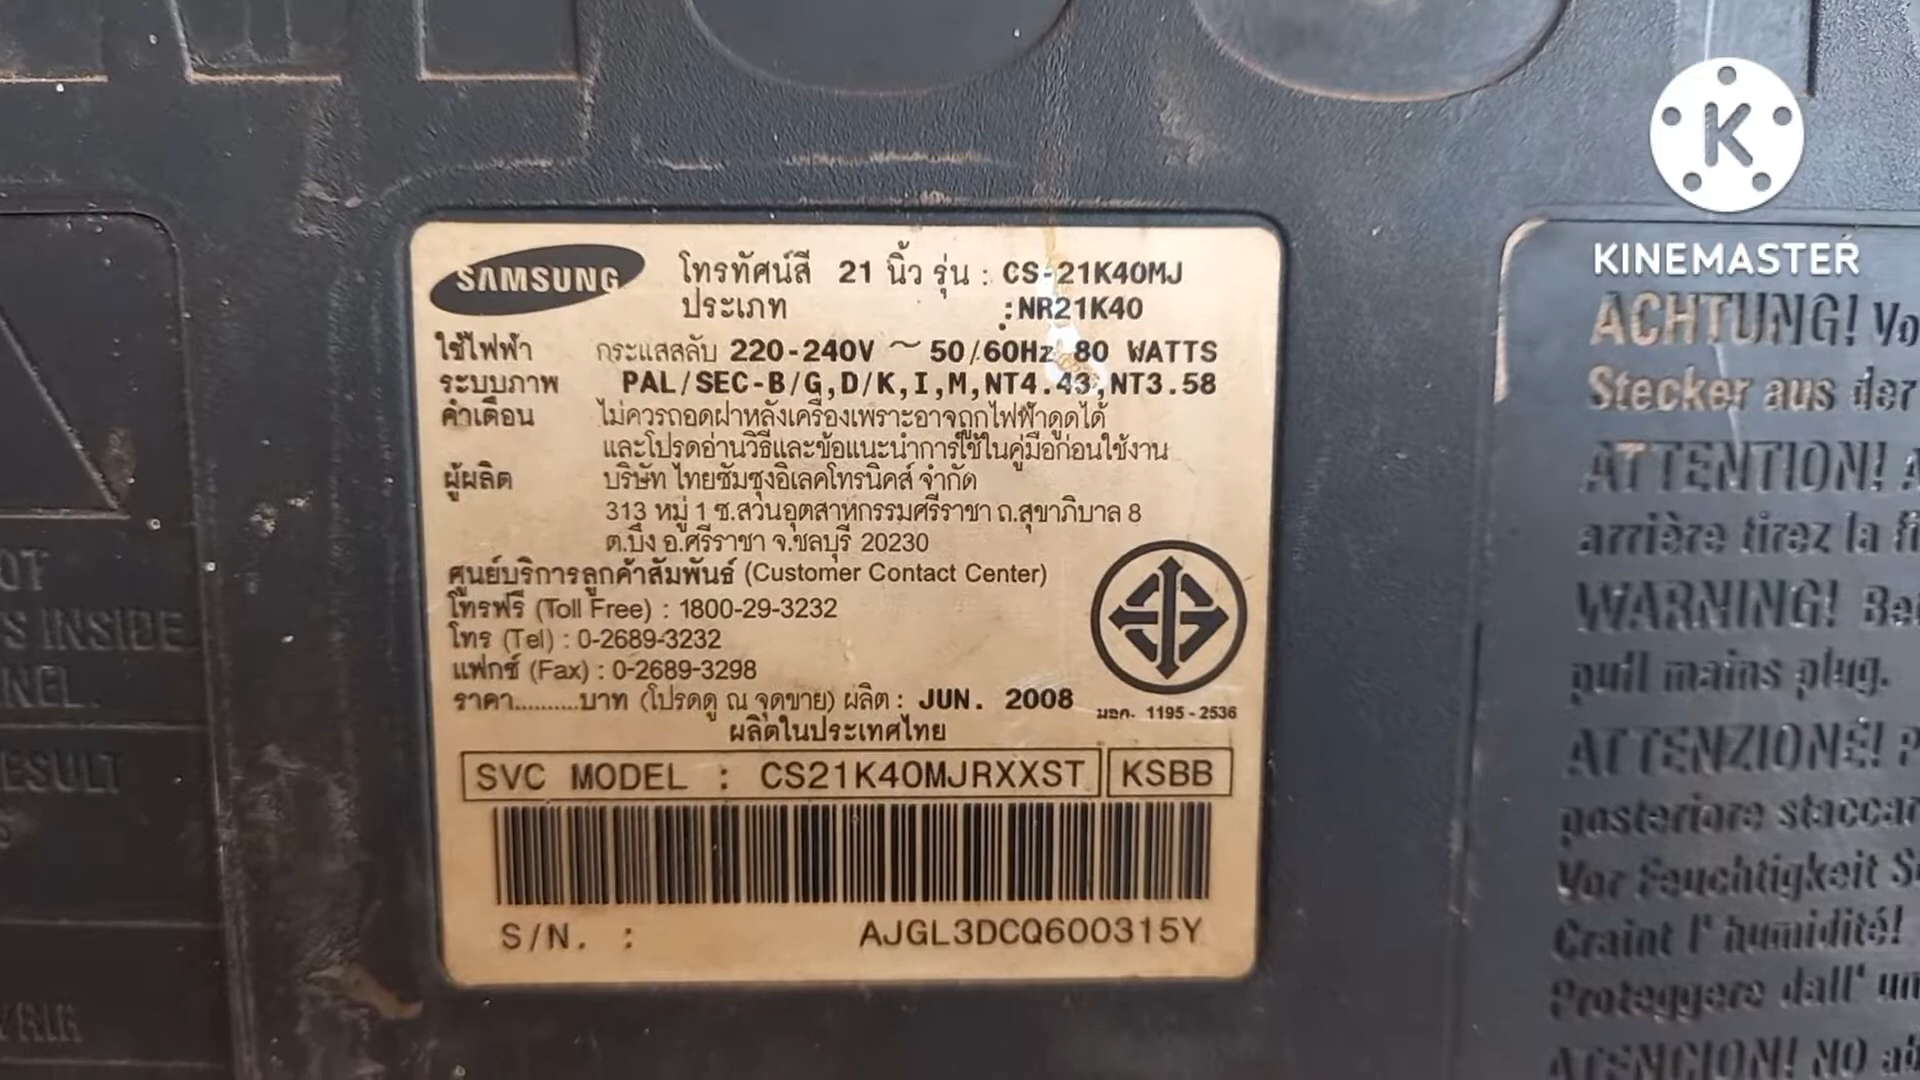 SAMSUNG
โทรทัศน์สี 21 นิ้ว รุ่น : CS-21K40MJ
ประเภท :NR21K40
ใช้ไฟฟ้า กระแสสลับ 220-240V ~ 50/60Hz 80 WATTS
ระบบภาพ PAL/SEC-B/G,D/K,I,M,NT4.43,NT3.58
คำเตือน ไม่ควรถอดฝาหลังเครื่องเพราะอาจถูกไฟฟ้าดูดได้
และโปรดอ่านวิธีและข้อแนะนำการใช้ในคู่มือก่อนใช้งาน
ผู้ผลิต บริษัท ไทยซัมซุงอิเลคโทรนิคส์ จำกัด
313 หมู่ 1 ซ.สวนอุตสาหกรรมศรีราชา ถ.สุขาภิบาล 8
ต.บึง อ.ศรีราชา จ.ชลบุรี 20230
ศูนย์บริการลูกค้าสัมพันธ์ (Customer Contact Center)
โทรฟรี (Toll Free) : 1800-29-3232
โทร (Tel) : 0-2689-3232
แฟกซ์ (Fax) : 0-2689-3298
ราคา..........บาท (โปรดดู ณ จุดขาย) ผลิต : JUN. 2008
มอก. 1195-2536
ผลิตในประเทศไทย
SVC MODEL : CS21K40MJRXXST KSBB
S/N. : AJGL3DCQ600315Y
K
KINEMASTER
ACHTUNG! Vo
Stecker aus der
ATTENTION! A
arrière tirez la fi
WARNING! Bef
pull mains plug.
ATTENZIONE! P
posteriore staccar
Vor Feuchtigkeit S
Craint l' humidité!
Proteggere dall' um
ATENCION! NO ab
OT
S INSIDE
NEL.
ESULT